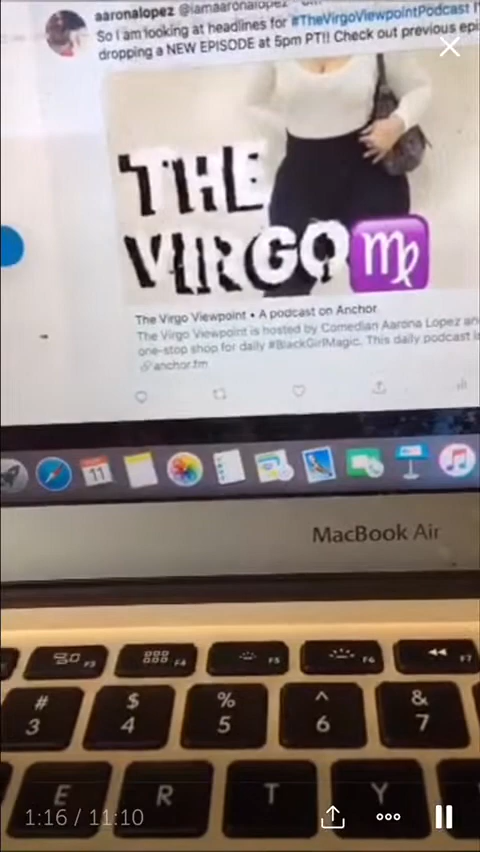 aaronalopez @iamaaronalopez
So I am looking at headlines for #TheVirgoViewpointPodcast
dropping a NEW EPISODE at 5pm PT!! Check out previous
THE
VIRGO♍
The Virgo Viewpoint • A podcast on Anchor
The Virgo Viewpoint is hosted by Comedian Aarona Lopez
one-stop shop for daily #BlackGirlMagic. This daily podcast
anchor.fm
11
MacBook Air
F3 F4 F5 F6 F7
# $ % ^ &
3 4 5 6 7
E R T Y
1:16 / 11:10